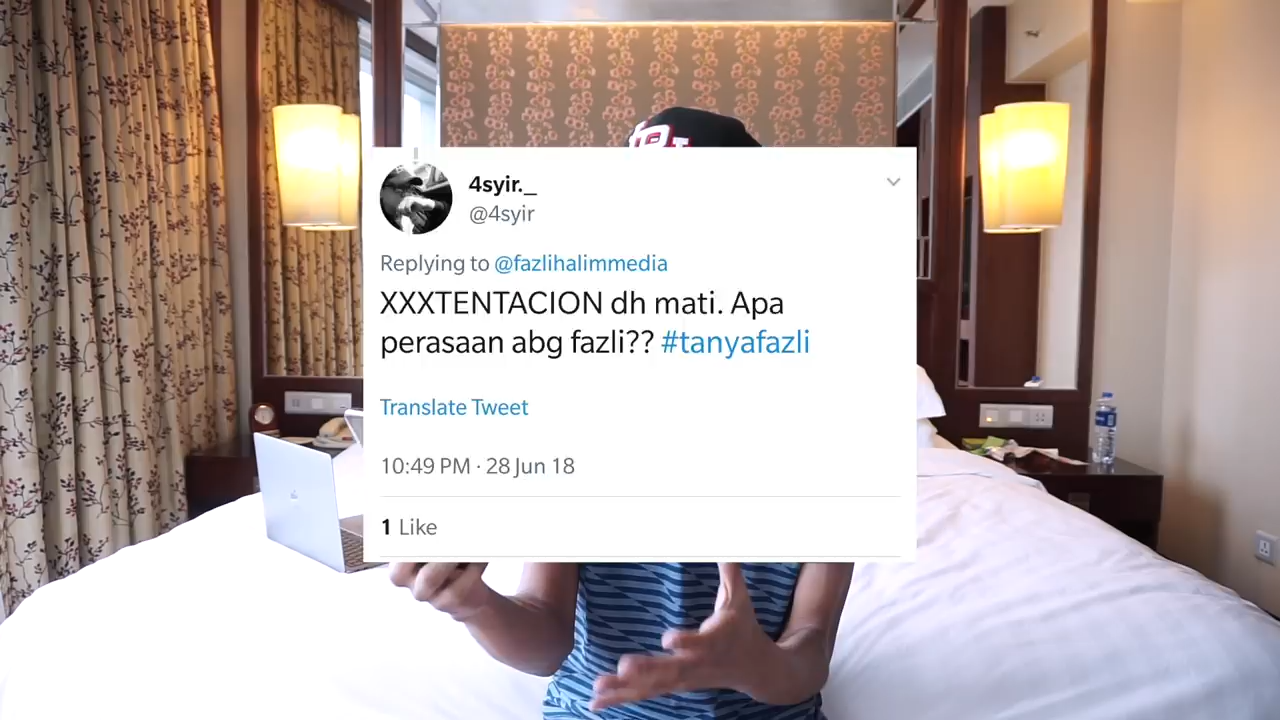 4syir._
@4syir
Replying to @fazlihalimmedia
XXXTENTACION dh mati. Apa
perasaan abg fazli?? #tanyafazli
Translate Tweet
10:49 PM · 28 Jun 18
1 Like